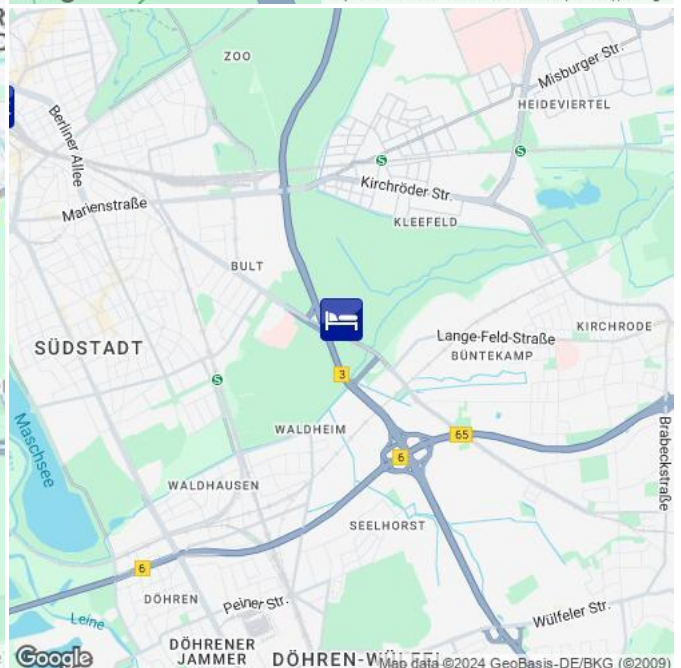 ZOO
Misburger Str.
HEIDEVIERTEL
Berliner Allee
S
S
Kirchröder Str.
Marienstraße
KLEEFELD
BULT
KIRCHRODE
Lange-Feld-Straße
BÜNTEKAMP
SÜDSTADT
3
S
Maschsee
WALDHEIM
65
6
Brabeckstraße
WALDHAUSEN
SEELHORST
6
DÖHREN
Peiner Str.
Leine
Wülfeler Str.
DÖHRENER
JAMMER
DÖHREN-WÜLFEL
Google
Map data ©2024 GeoBasis-DE/BKG (©2009)